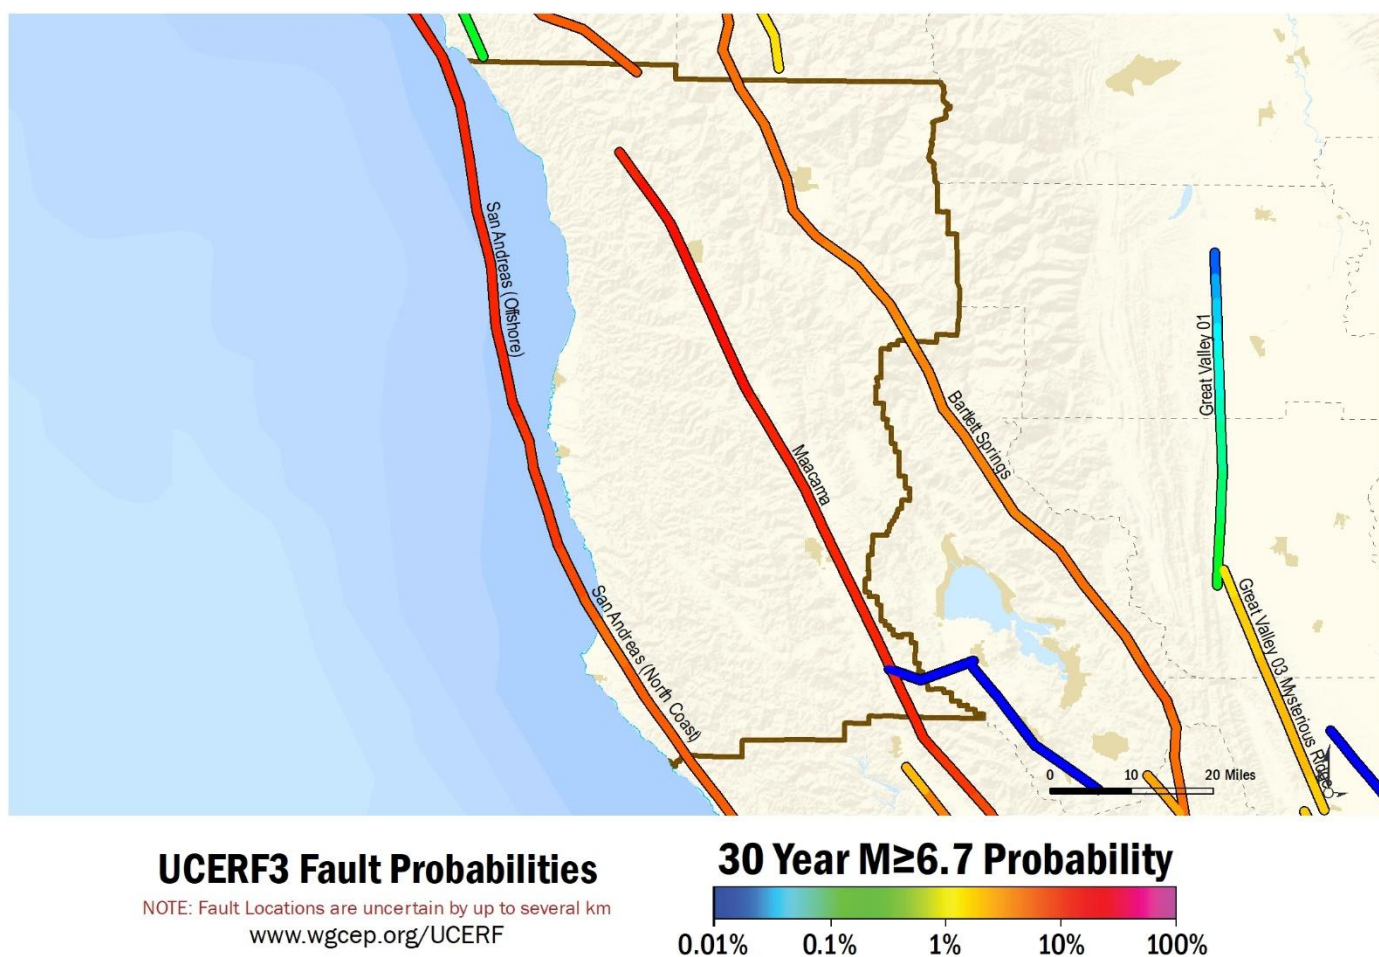 San Andreas (Offshore)
Great Valley 01
Bartlett Springs
Maacama
San Andreas (North Coast)
Great Valley 03 Mysterious Ridge
0 10 20 Miles
UCERF3 Fault Probabilities
NOTE: Fault Locations are uncertain by up to several km
www.wgcep.org/UCERF
30 Year M≥6.7 Probability
0.01% 0.1% 1% 10% 100%